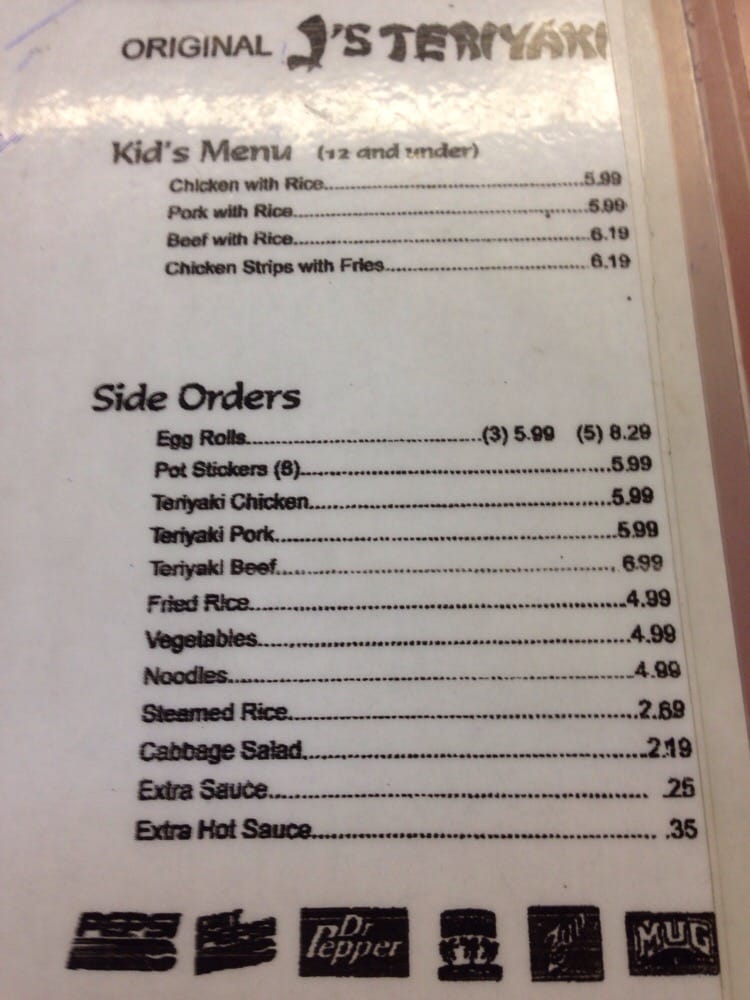 ORIGINAL J'S TERIYAKI
Kid's Menu (12 and under)
Chicken with Rice.......5.99
Pork with Rice.......5.99
Beef with Rice.......6.19
Chicken Strips with Fries.......6.19
Side Orders
Egg Rolls.......(3) 5.99 (5) 8.29
Pot Stickers (8).......5.99
Teriyaki Chicken.......5.99
Teriyaki Pork.......5.99
Teriyaki Beef....... 6.99
Fried Rice.......4.99
Vegetables.......4.99
Noodles.......4.99
Steamed Rice.......2.69
Cabbage Salad.......2.19
Extra Sauce....... .25
Extra Hot Sauce....... .35
PEPSI DIET PEPSI Dr Pepper MUG